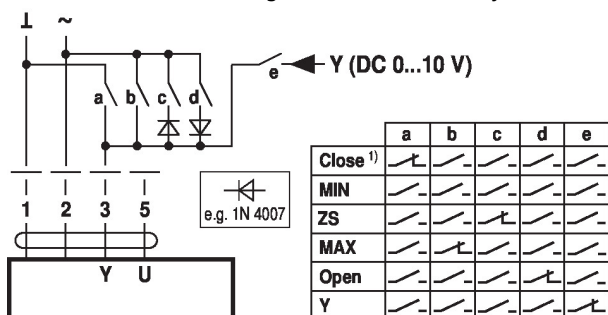 ⊥ ~
a b c d e Y (DC 0...10 V)
1 2 3 5
Y U
e.g. 1N 4007
a b c d e
Close 1)
MIN
ZS
MAX
Open
Y